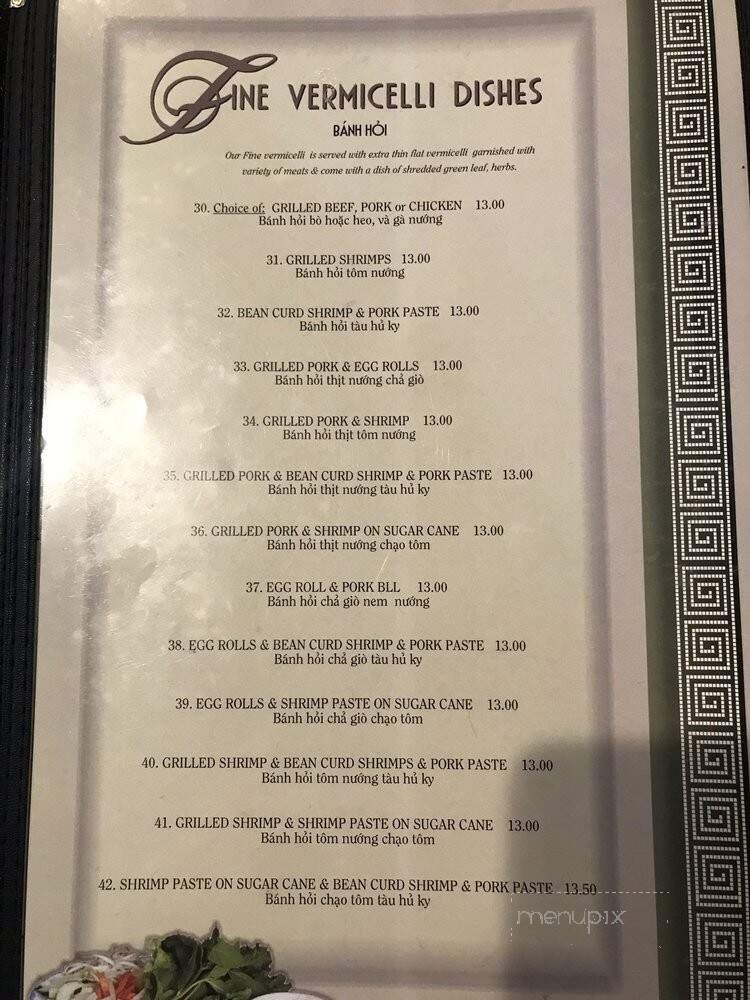 FINE VERMICELLI DISHES
BÁNH HỎI
Our Fine vermicelli is served with extra thin flat vermicelli garnished with
variety of meats & come with a dish of shredded green leaf, herbs.
30. Choice of: GRILLED BEEF, PORK or CHICKEN 13.00
Bánh hỏi bò hoặc heo, và gà nướng
31. GRILLED SHRIMPS 13.00
Bánh hỏi tôm nướng
32. BEAN CURD SHRIMP & PORK PASTE 13.00
Bánh hỏi tàu hủ ky
33. GRILLED PORK & EGG ROLLS 13.00
Bánh hỏi thịt nướng chả giò
34. GRILLED PORK & SHRIMP 13.00
Bánh hỏi thịt tôm nướng
35. GRILLED PORK & BEAN CURD SHRIMP & PORK PASTE 13.00
Bánh hỏi thịt nướng tàu hủ ky
36. GRILLED PORK & SHRIMP ON SUGAR CANE 13.00
Bánh hỏi thịt nướng chạo tôm
37. EGG ROLL & PORK BLL 13.00
Bánh hỏi chả giò nem nướng
38. EGG ROLLS & BEAN CURD SHRIMP & PORK PASTE 13.00
Bánh hỏi chả giò tàu hủ ky
39. EGG ROLLS & SHRIMP PASTE ON SUGAR CANE 13.00
Bánh hỏi chả giò chạo tôm
40. GRILLED SHRIMP & BEAN CURD SHRIMPS & PORK PASTE 13.00
Bánh hỏi tôm nướng tàu hủ ky
41. GRILLED SHRIMP & SHRIMP PASTE ON SUGAR CANE 13.00
Bánh hỏi tôm nướng chạo tôm
42. SHRIMP PASTE ON SUGAR CANE & BEAN CURD SHRIMP & PORK PASTE 13.50
Bánh hỏi chạo tôm tàu hủ ky
menupix